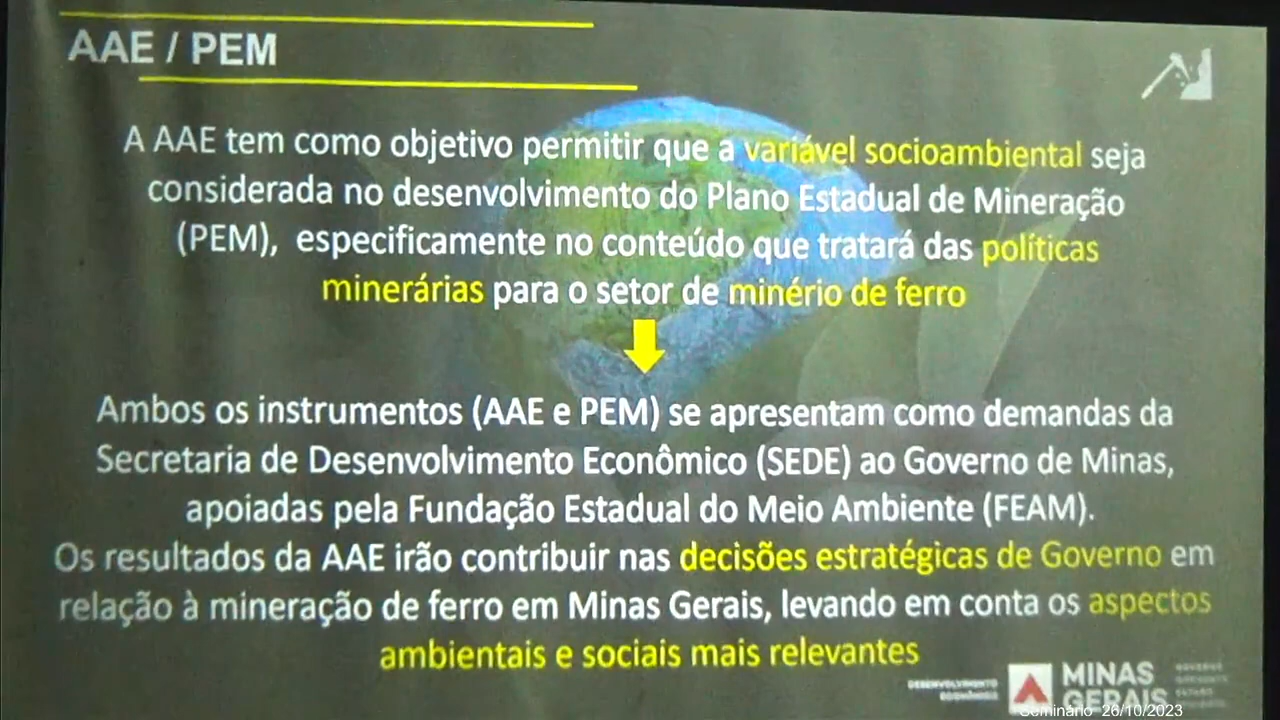 AAE / PEM
A AAE tem como objetivo permitir que a variável socioambiental seja
considerada no desenvolvimento do Plano Estadual de Mineração
(PEM), especificamente no conteúdo que tratará das políticas
minerárias para o setor de minério de ferro
Ambos os instrumentos (AAE e PEM) se apresentam como demandas da
Secretaria de Desenvolvimento Econômico (SEDE) ao Governo de Minas,
apoiadas pela Fundação Estadual do Meio Ambiente (FEAM).
Os resultados da AAE irão contribuir nas decisões estratégicas de Governo em
relação à mineração de ferro em Minas Gerais, levando em conta os aspectos
ambientais e sociais mais relevantes
DESENVOLVIMENTO
ECONÔMICO
MINAS
GERAIS
Seminário 26/10/2023